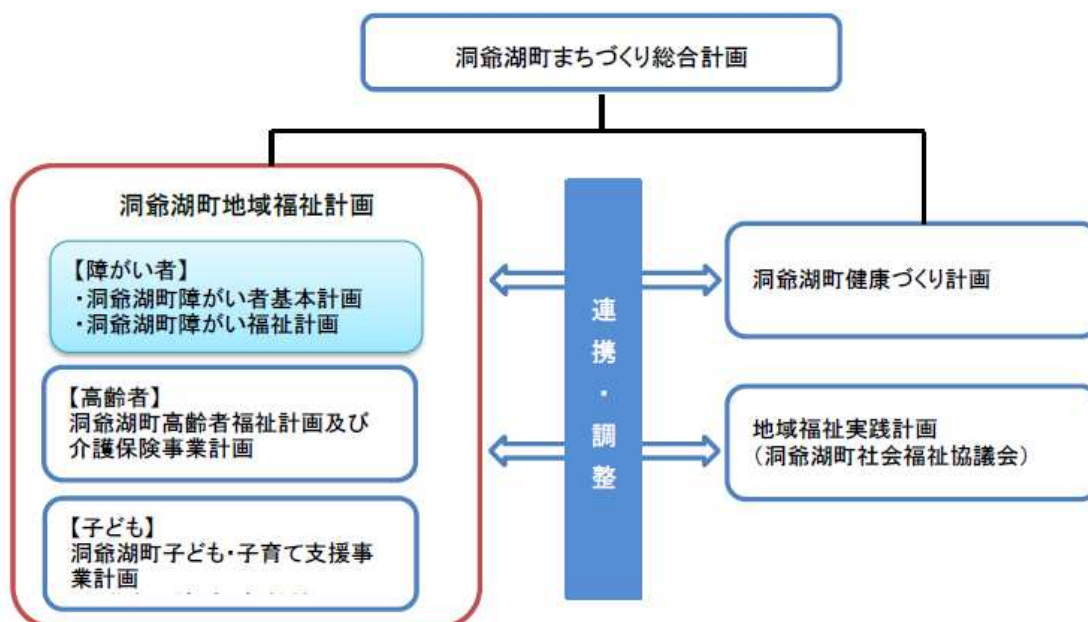 洞爺湖町まちづくり総合計画
洞爺湖町地域福祉計画
【障がい者】
・洞爺湖町障がい者基本計画
・洞爺湖町障がい福祉計画
【高齢者】
洞爺湖町高齢者福祉計画及び
介護保険事業計画
【子ども】
洞爺湖町子ども・子育て支援事
業計画
連携・調整
洞爺湖町健康づくり計画
地域福祉実践計画
（洞爺湖町社会福祉協議会）